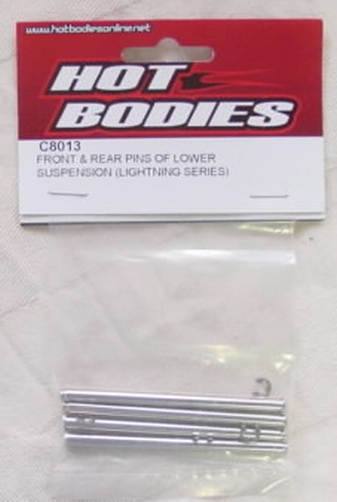 www.hotbodiesonline.net
HOT
BODIES
C8013
FRONT & REAR PINS OF LOWER
SUSPENSION (LIGHTNING SERIES)